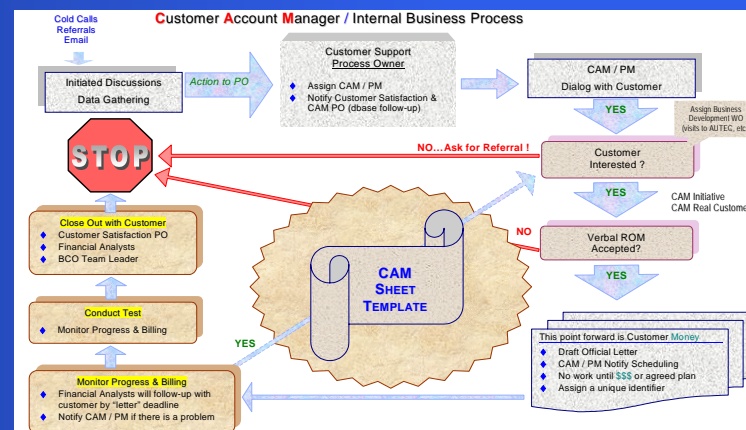 Customer Account Manager / Internal Business Process
Cold Calls
Referrals
Email
Initiated Discussions
Data Gathering
Action to PO
Customer Support
Process Owner
♦ Assign CAM / PM
♦ Notify Customer Satisfaction &
CAM PO (dbase follow-up)
CAM / PM
Dialog with Customer
YES
Assign Business
Development WO
(visits to AUTEC, etc
Customer
Interested ?
NO…Ask for Referral !
STOP
YES
CAM Initiative
CAM Real Custome
Verbal ROM
Accepted?
NO
YES
This point forward is Customer Money
♦ Draft Official Letter
♦ CAM / PM Notify Scheduling
♦ No work until $$$ or agreed plan
♦ Assign a unique identifier
CAM
SHEET
TEMPLATE
YES
Close Out with Customer
♦ Customer Satisfaction PO
♦ Financial Analysts
♦ BCO Team Leader
Conduct Test
♦ Monitor Progress & Billing
Monitor Progress & Billing
♦ Financial Analysts will follow-up with
customer by “letter” deadline
♦ Notify CAM / PM if there is a problem